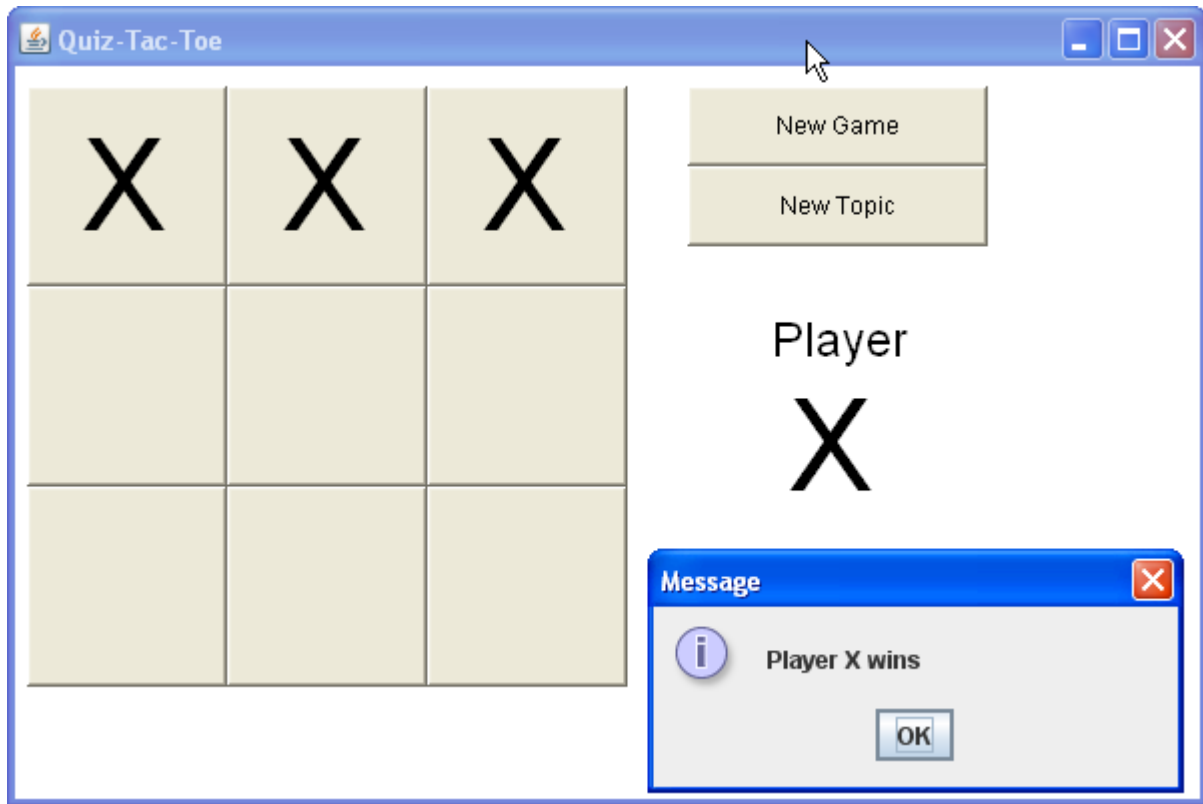 Quiz-Tac-Toe
X X X
New Game
New Topic
Player
X
Message
i
Player X wins
OK